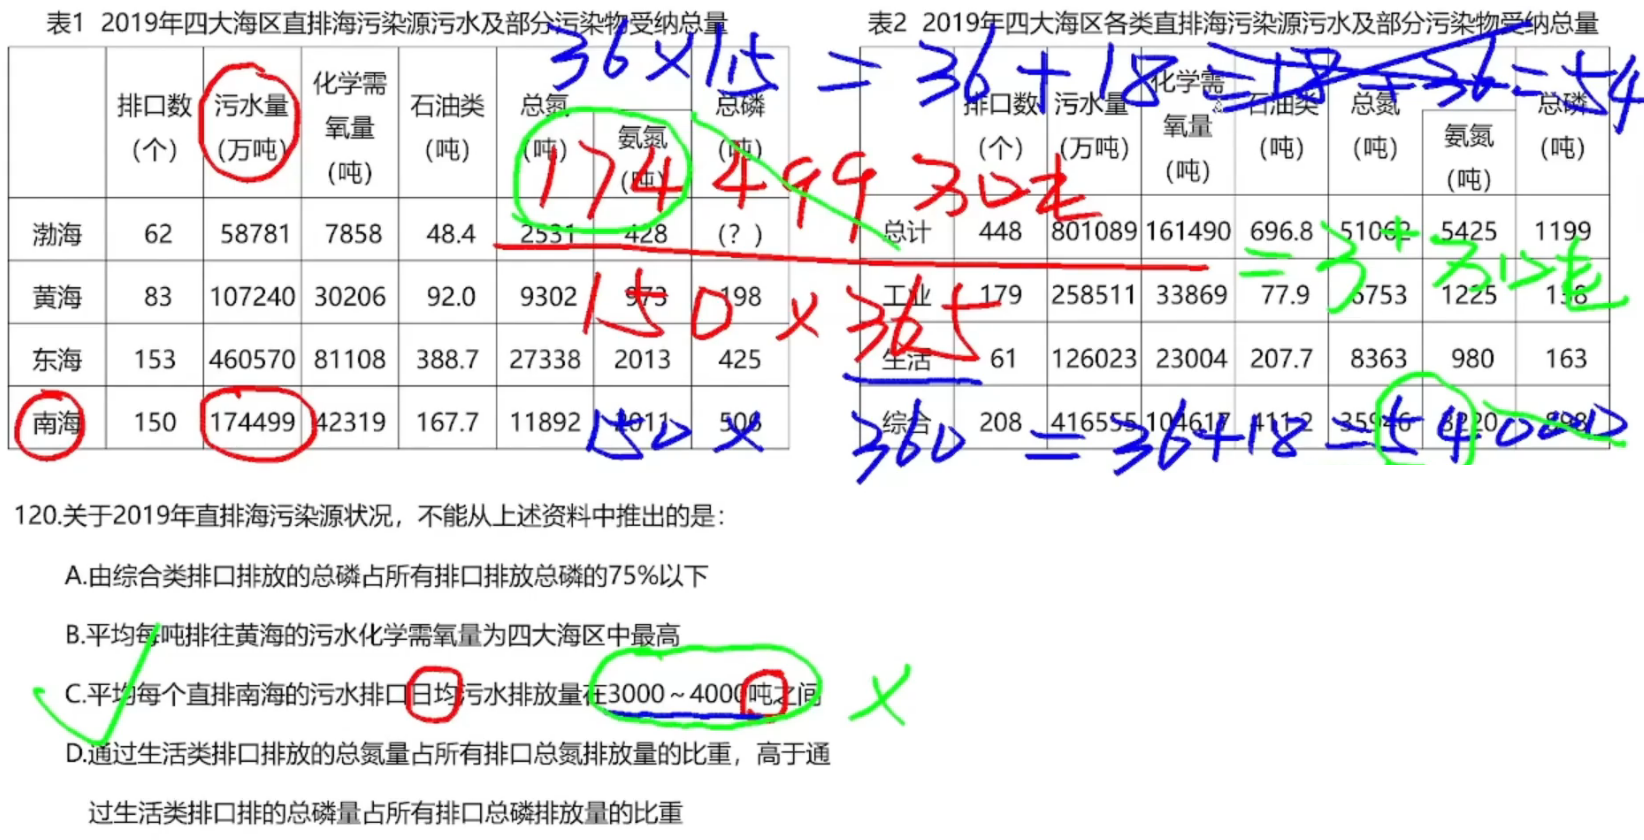 表1 2019年四大海区直排海污染源污水及部分污染物受纳总量
排口数（个） 污水量（万吨） 化学需氧量（吨） 石油类（吨） 总氮（吨） 氨氮（吨） 总磷（吨）
渤海 62 58781 7858 48.4 2531 428 （?）
黄海 83 107240 30206 92.0 9302 973 198
东海 153 460570 81108 388.7 27338 2013 425
南海 150 174499 42319 167.7 11892 2011 506
表2 2019年四大海区各类直排海污染源污水及部分污染物受纳总量
排口数（个） 污水量（万吨） 化学需氧量（吨） 石油类（吨） 总氮（吨） 氨氮（吨） 总磷（吨）
总计 448 801089 161490 696.8 51062 5425 1199
工业 179 258511 33869 77.9 6753 1225 138
生活 61 126023 23004 207.7 8363 980 163
综合 208 416555 104617 411.2 35946 3220
36×15 = 36+18 =18+36=54
174499万吨
150×365
=3+万吨
150×360 =36+18=54000
120.关于2019年直排海污染源状况，不能从上述资料中推出的是：
A.由综合类排口排放的总磷占所有排口排放总磷的75%以下
B.平均每吨排往黄海的污水化学需氧量为四大海区中最高
C.平均每个直排南海的污水排口日均污水排放量在3000～4000吨之间
D.通过生活类排口排放的总氮量占所有排口总氮排放量的比重，高于通
过生活类排口排的总磷量占所有排口总磷排放量的比重